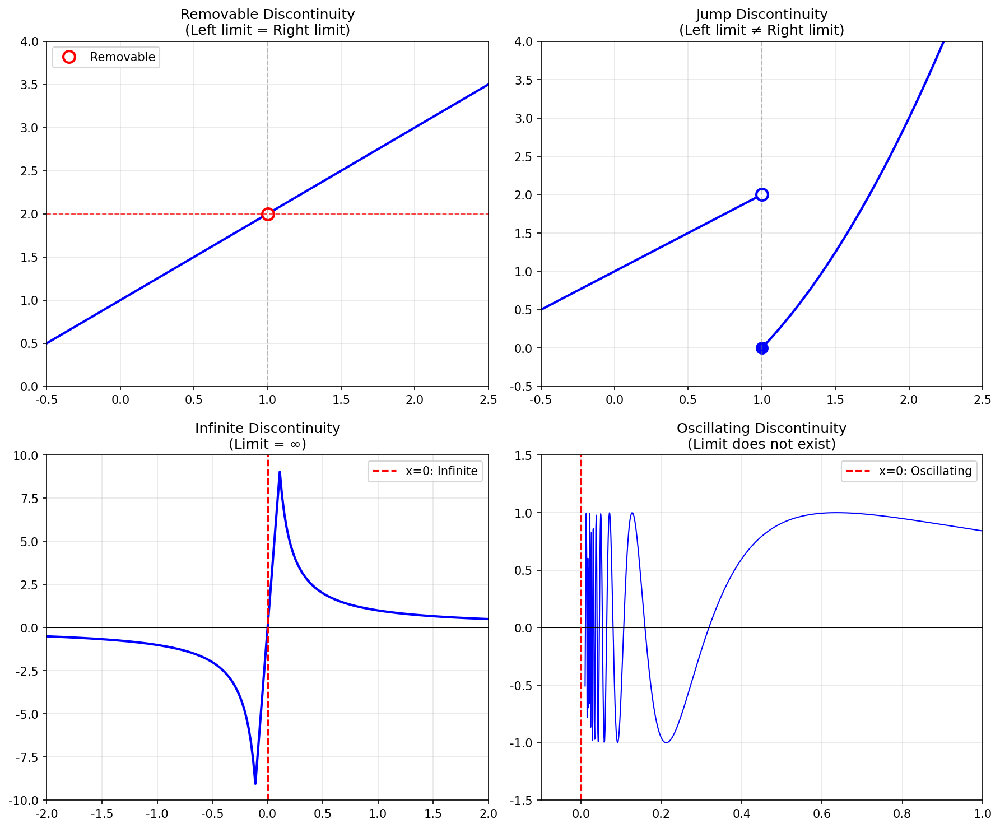 Removable Discontinuity
(Left limit = Right limit)
4.0
3.5
3.0
2.5
2.0
1.5
1.0
0.5
0.0
-0.5 0.0 0.5 1.0 1.5 2.0 2.5
Removable
Jump Discontinuity
(Left limit ≠ Right limit)
4.0
3.5
3.0
2.5
2.0
1.5
1.0
0.5
0.0
-0.5
-0.5 0.0 0.5 1.0 1.5 2.0 2.5
Infinite Discontinuity
(Limit = ∞)
10.0
7.5
5.0
2.5
0.0
-2.5
-5.0
-7.5
-10.0
-2.0 -1.5 -1.0 -0.5 0.0 0.5 1.0 1.5 2.0
x=0: Infinite
Oscillating Discontinuity
(Limit does not exist)
1.5
1.0
0.5
0.0
-0.5
-1.0
-1.5
0.0 0.2 0.4 0.6 0.8 1.0
x=0: Oscillating